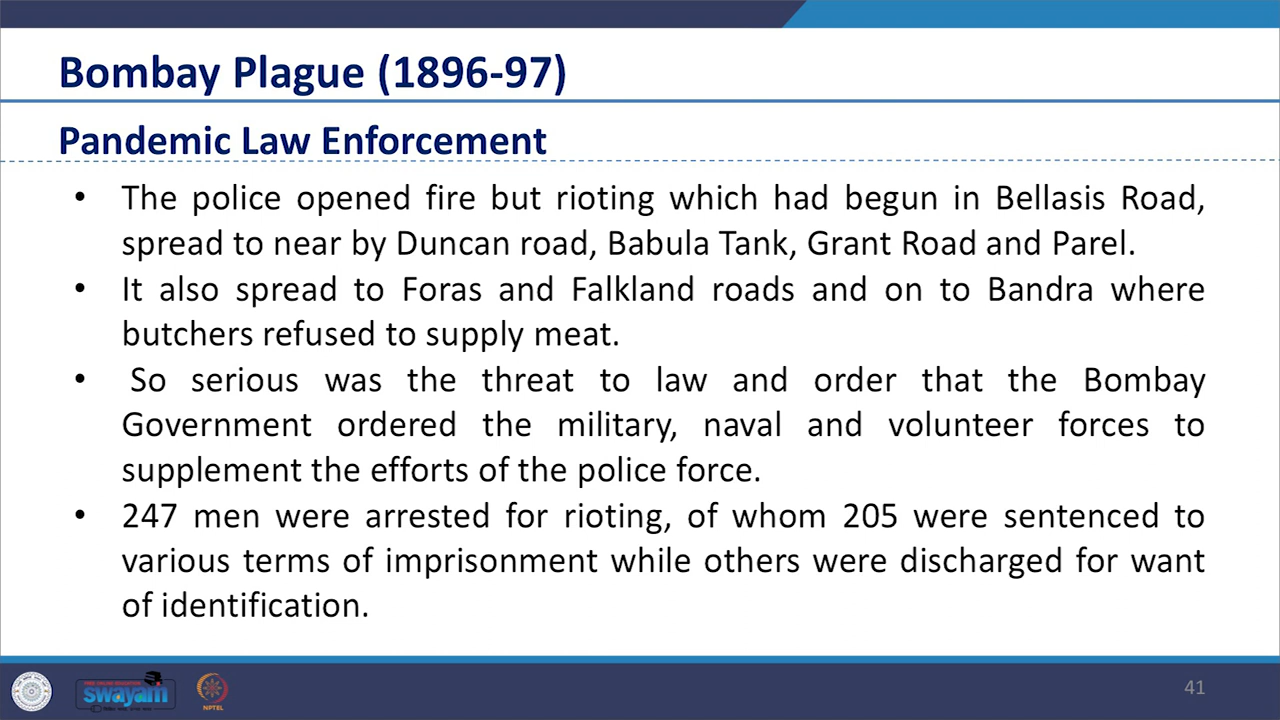 Bombay Plague (1896-97)
Pandemic Law Enforcement
• The police opened fire but rioting which had begun in Bellasis Road,
spread to near by Duncan road, Babula Tank, Grant Road and Parel.
• It also spread to Foras and Falkland roads and on to Bandra where
butchers refused to supply meat.
• So serious was the threat to law and order that the Bombay
Government ordered the military, naval and volunteer forces to
supplement the efforts of the police force.
• 247 men were arrested for rioting, of whom 205 were sentenced to
various terms of imprisonment while others were discharged for want
of identification.
FREE ONLINE EDUCATION
swayam
NPTEL
41